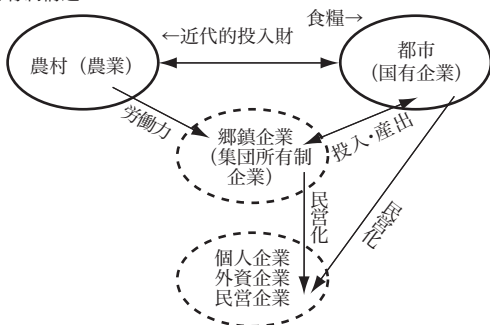 食糧→
←近代的投入財
農村（農業）
都市
（国有企業）
労働力
郷鎮企業
（集団所有制
企業）
投入・産出
民営化
民営化
個人企業
外資企業
民営企業